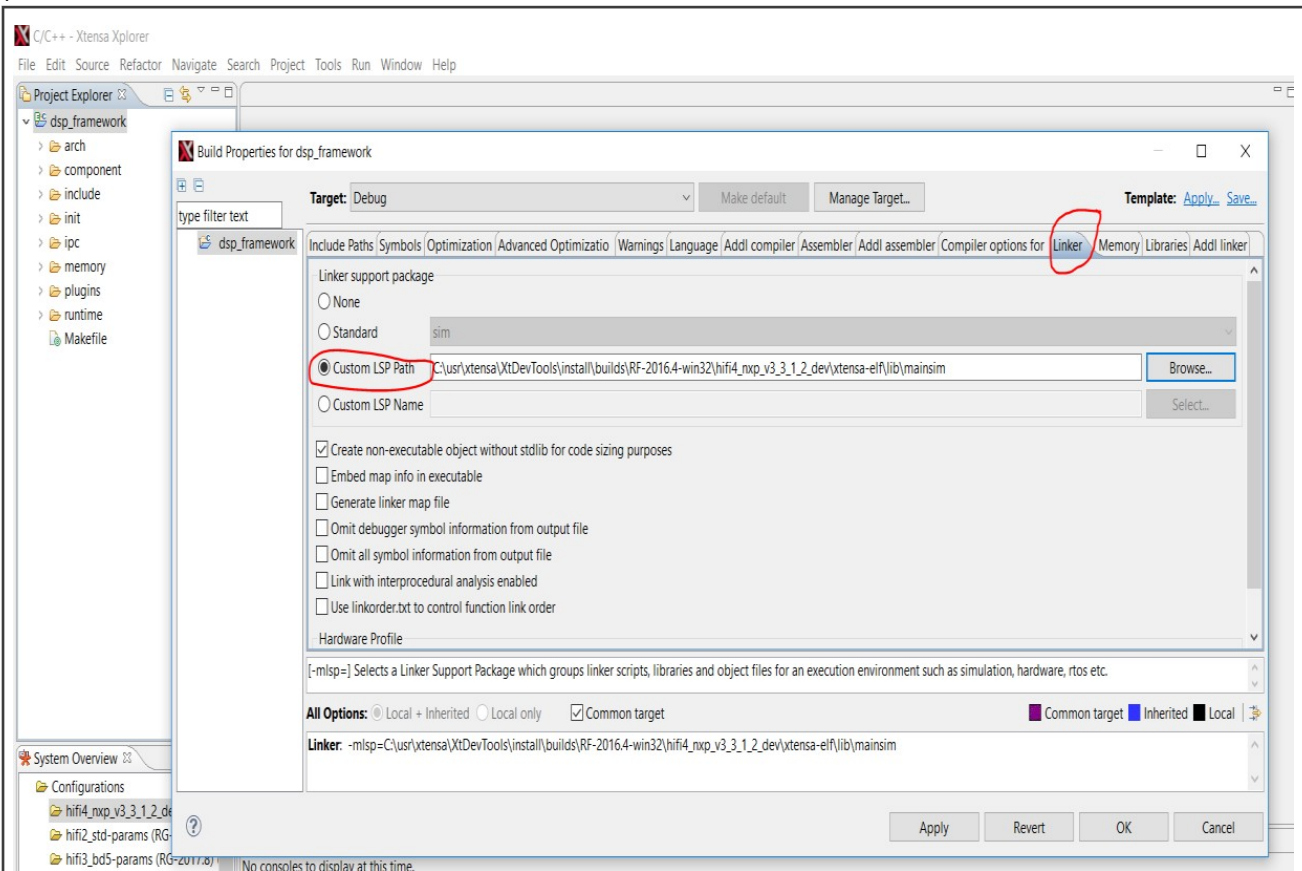 C/C++ - Xtensa Xplorer
File Edit Source Refactor Navigate Search Project Tools Run Window Help
Project Explorer
dsp_framework
arch
component
include
init
ipc
memory
plugins
runtime
Makefile
Build Properties for dsp_framework
type filter text
dsp_framework
Target: Debug Make default Manage Target... Template: Apply... Save...
Include Paths Symbols Optimization Advanced Optimizatio Warnings Language Addl compiler Assembler Addl assembler Compiler options for Linker Memory Libraries Addl linker
Linker support package
None
Standard sim
Custom LSP Path C:\usr\xtensa\XtDevTools\install\builds\RF-2016.4-win32\hifi4_nxp_v3_3_1_2_dev\xtensa-elf\lib\mainsim Browse...
Custom LSP Name Select...
Create non-executable object without stdlib for code sizing purposes
Embed map info in executable
Generate linker map file
Omit debugger symbol information from output file
Omit all symbol information from output file
Link with interprocedural analysis enabled
Use linkorder.txt to control function link order
Hardware Profile
[-mlsp=] Selects a Linker Support Package which groups linker scripts, libraries and object files for an execution environment such as simulation, hardware, rtos etc.
All Options: Local + Inherited Local only Common target Common target Inherited Local
Linker: -mlsp=C:\usr\xtensa\XtDevTools\install\builds\RF-2016.4-win32\hifi4_nxp_v3_3_1_2_dev\xtensa-elf\lib\mainsim
Apply Revert OK Cancel
System Overview
Configurations
hifi4_nxp_v3_3_1_2_de
hifi2_std-params (RG-
hifi3_bd5-params (RG-2017.8)
No consoles to display at this time.